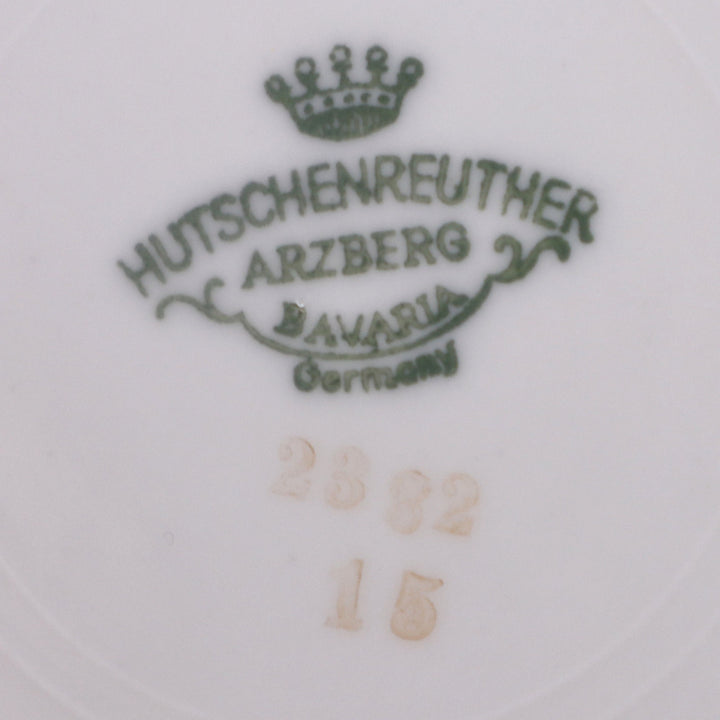 HUTSCHENREUTHER
ARZBERG
BAVARIA
Germany
2382
15